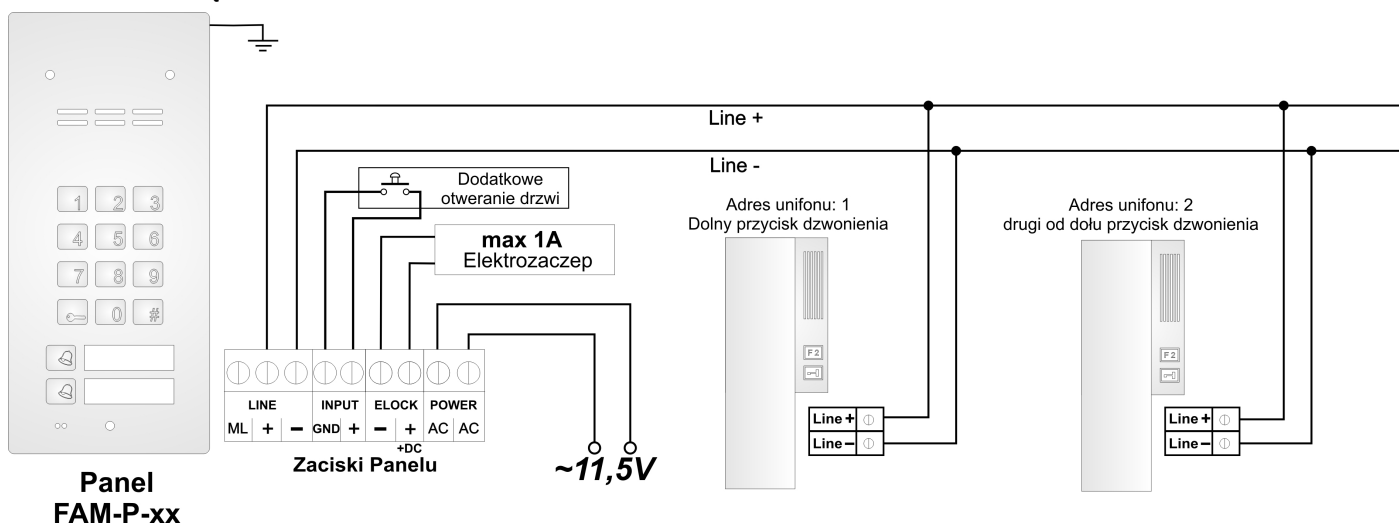 Line +
Line -
Dodatkowe
otweranie drzwi
max 1A
Elektrozaczep
Adres unifonu: 1
Dolny przycisk dzwonienia
Adres unifonu: 2
drugi od dołu przycisk dzwonienia
1 2 3
4 5 6
7 8 9
0 #
F2
F2
LINE INPUT ELOCK POWER
ML + − GND + − + AC AC
+DC
Zaciski Panelu
~11,5V
Line +
Line −
Line +
Line −
Panel
FAM-P-xx